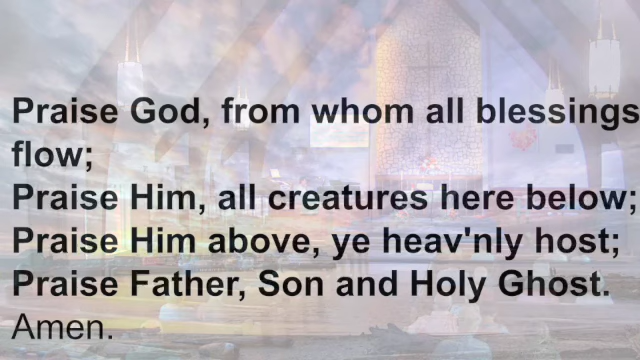 Praise God, from whom all blessings
flow;
Praise Him, all creatures here below;
Praise Him above, ye heav'nly host;
Praise Father, Son and Holy Ghost.
Amen.